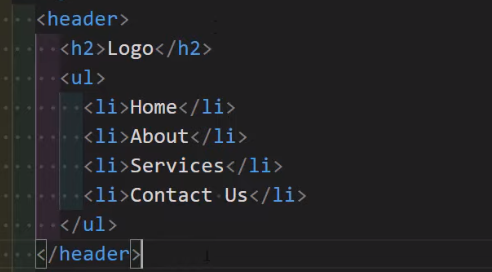 <header>
<h2>Logo</h2>
<ul>
<li>Home</li>
<li>About</li>
<li>Services</li>
<li>Contact Us</li>
</ul>
</header>